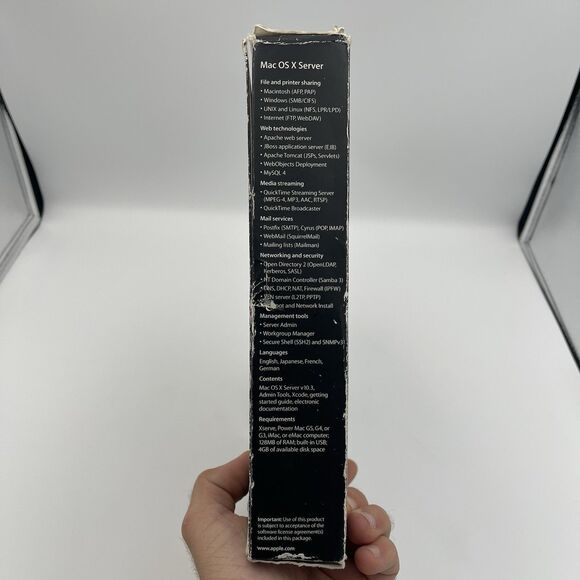 Mac OS X Server
File and printer sharing
• Macintosh (AFP, PAP)
• Windows (SMB/CIFS)
• UNIX and Linux (NFS, LPR/LPD)
• Internet (FTP, WebDAV)
Web technologies
• Apache web server
• JBoss application server (EJB)
• Apache Tomcat (JSPs, Servlets)
• WebObjects Deployment
• MySQL 4
Media streaming
• QuickTime Streaming Server
(MPEG-4, MP3, AAC, RTSP)
• QuickTime Broadcaster
Mail services
• Postfix (SMTP), Cyrus (POP, IMAP)
• WebMail (SquirrelMail)
• Mailing lists (Mailman)
Networking and security
• Open Directory 2 (OpenLDAP,
Kerberos, SASL)
• NT Domain Controller (Samba 3)
• DNS, DHCP, NAT, Firewall (IPFW)
• VPN server (L2TP, PPTP)
and Network Install
Management tools
• Server Admin
• Workgroup Manager
• Secure Shell (SSH2) and SNMPv3
Languages
English, Japanese, French,
German
Contents
Mac OS X Server v10.3,
Admin Tools, Xcode, getting
started guide, electronic
documentation
Requirements
Xserve, Power Mac G5, G4, or
G3, iMac, or eMac computer;
128MB of RAM; built-in USB;
4GB of available disk space
Important: Use of this product
is subject to acceptance of the
software license agreement(s)
included in this package.
www.apple.com